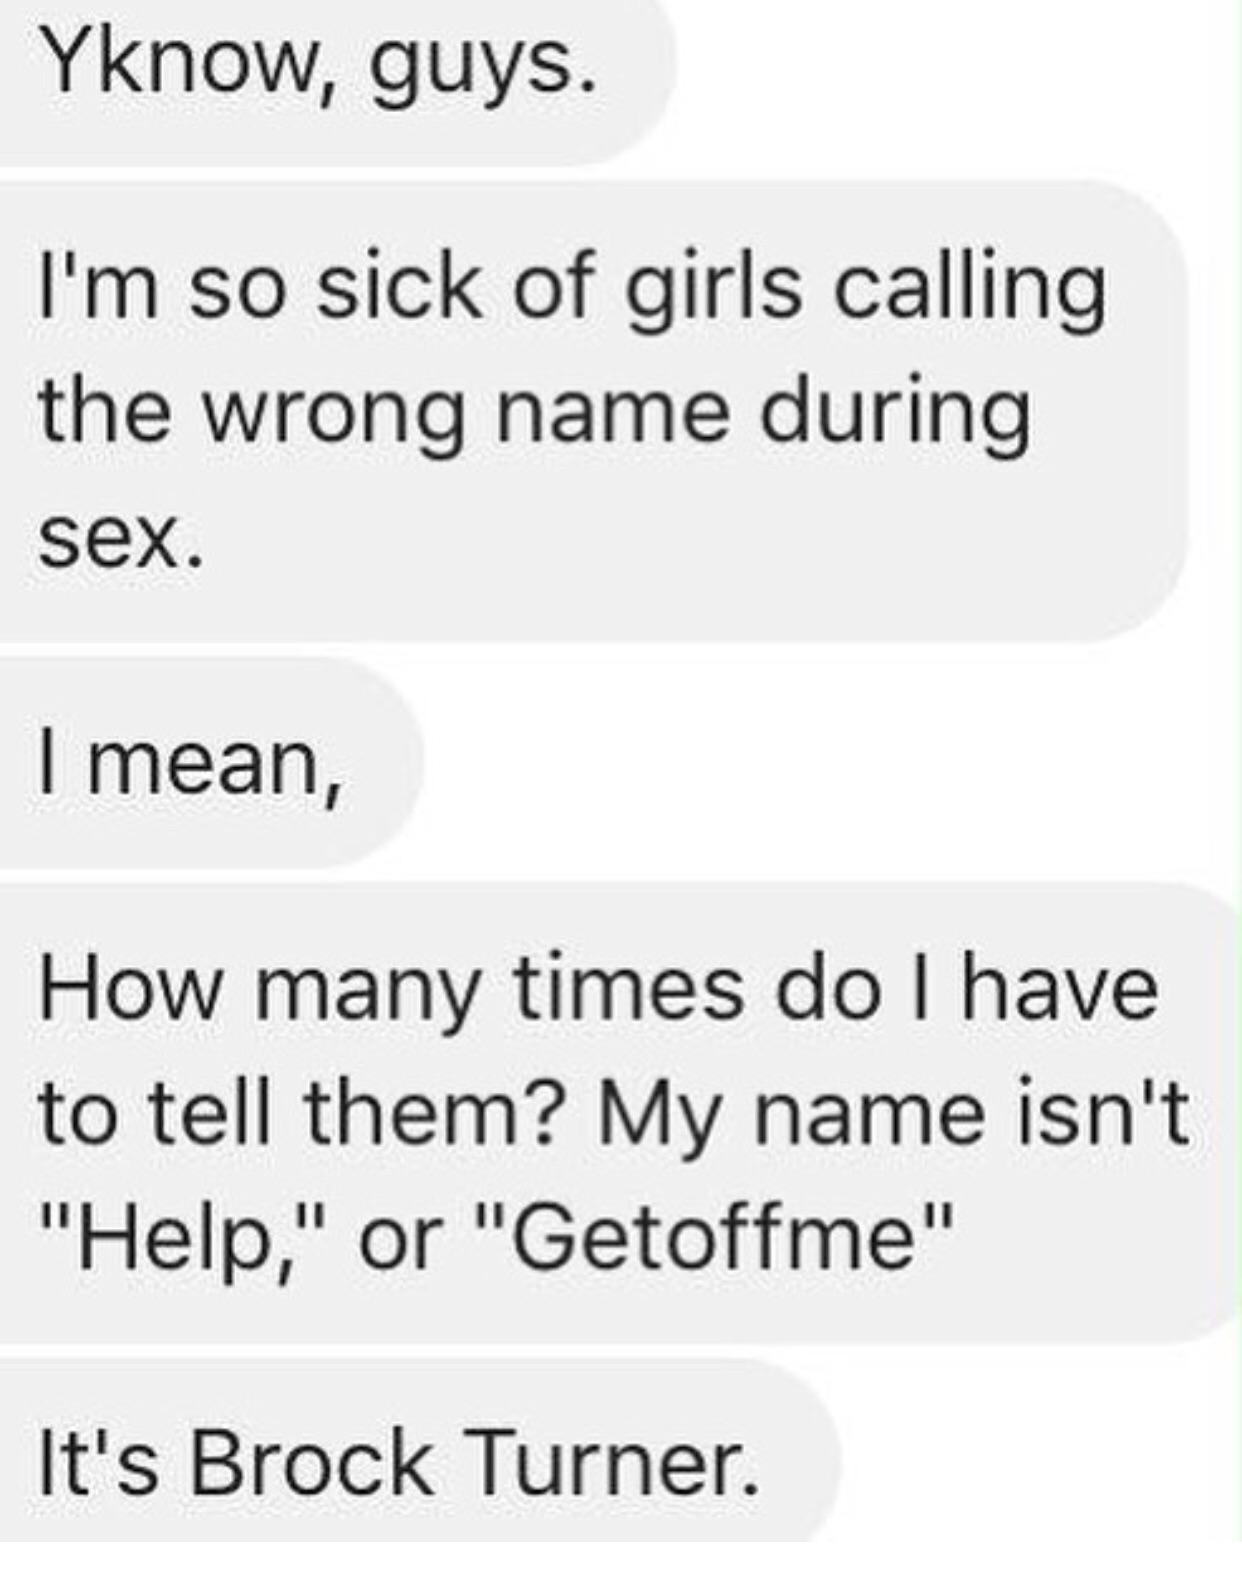 Yknow, guys.
I'm so sick of girls calling
the wrong name during
sex.
I mean,
How many times do I have
to tell them? My name isn't
"Help," or "Getoffme"
It's Brock Turner.